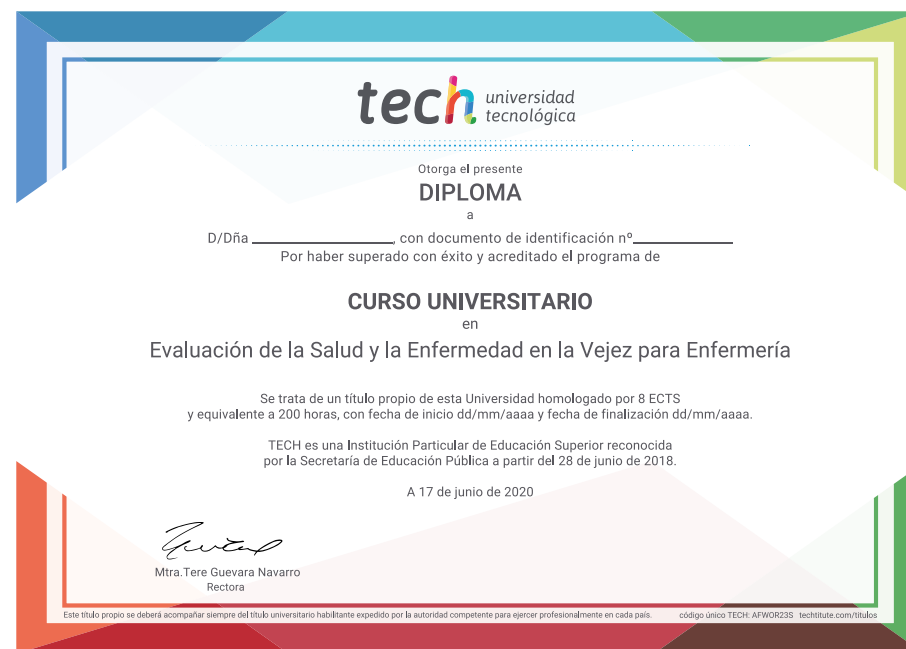 tech universidad
tecnológica
Otorga el presente
DIPLOMA
a
D/Dña ____________________, con documento de identificación nº______________
Por haber superado con éxito y acreditado el programa de
CURSO UNIVERSITARIO
en
Evaluación de la Salud y la Enfermedad en la Vejez para Enfermería
Se trata de un título propio de esta Universidad homologado por 8 ECTS
y equivalente a 200 horas, con fecha de inicio dd/mm/aaaa y fecha de finalización dd/mm/aaaa.
TECH es una Institución Particular de Educación Superior reconocida
por la Secretaría de Educación Pública a partir del 28 de junio de 2018.
A 17 de junio de 2020
Mtra.Tere Guevara Navarro
Rectora
Este título propio se deberá acompañar siempre del título universitario habilitante expedido por la autoridad competente para ejercer profesionalmente en cada país. código único TECH: AFWOR23S techtitute.com/titulos